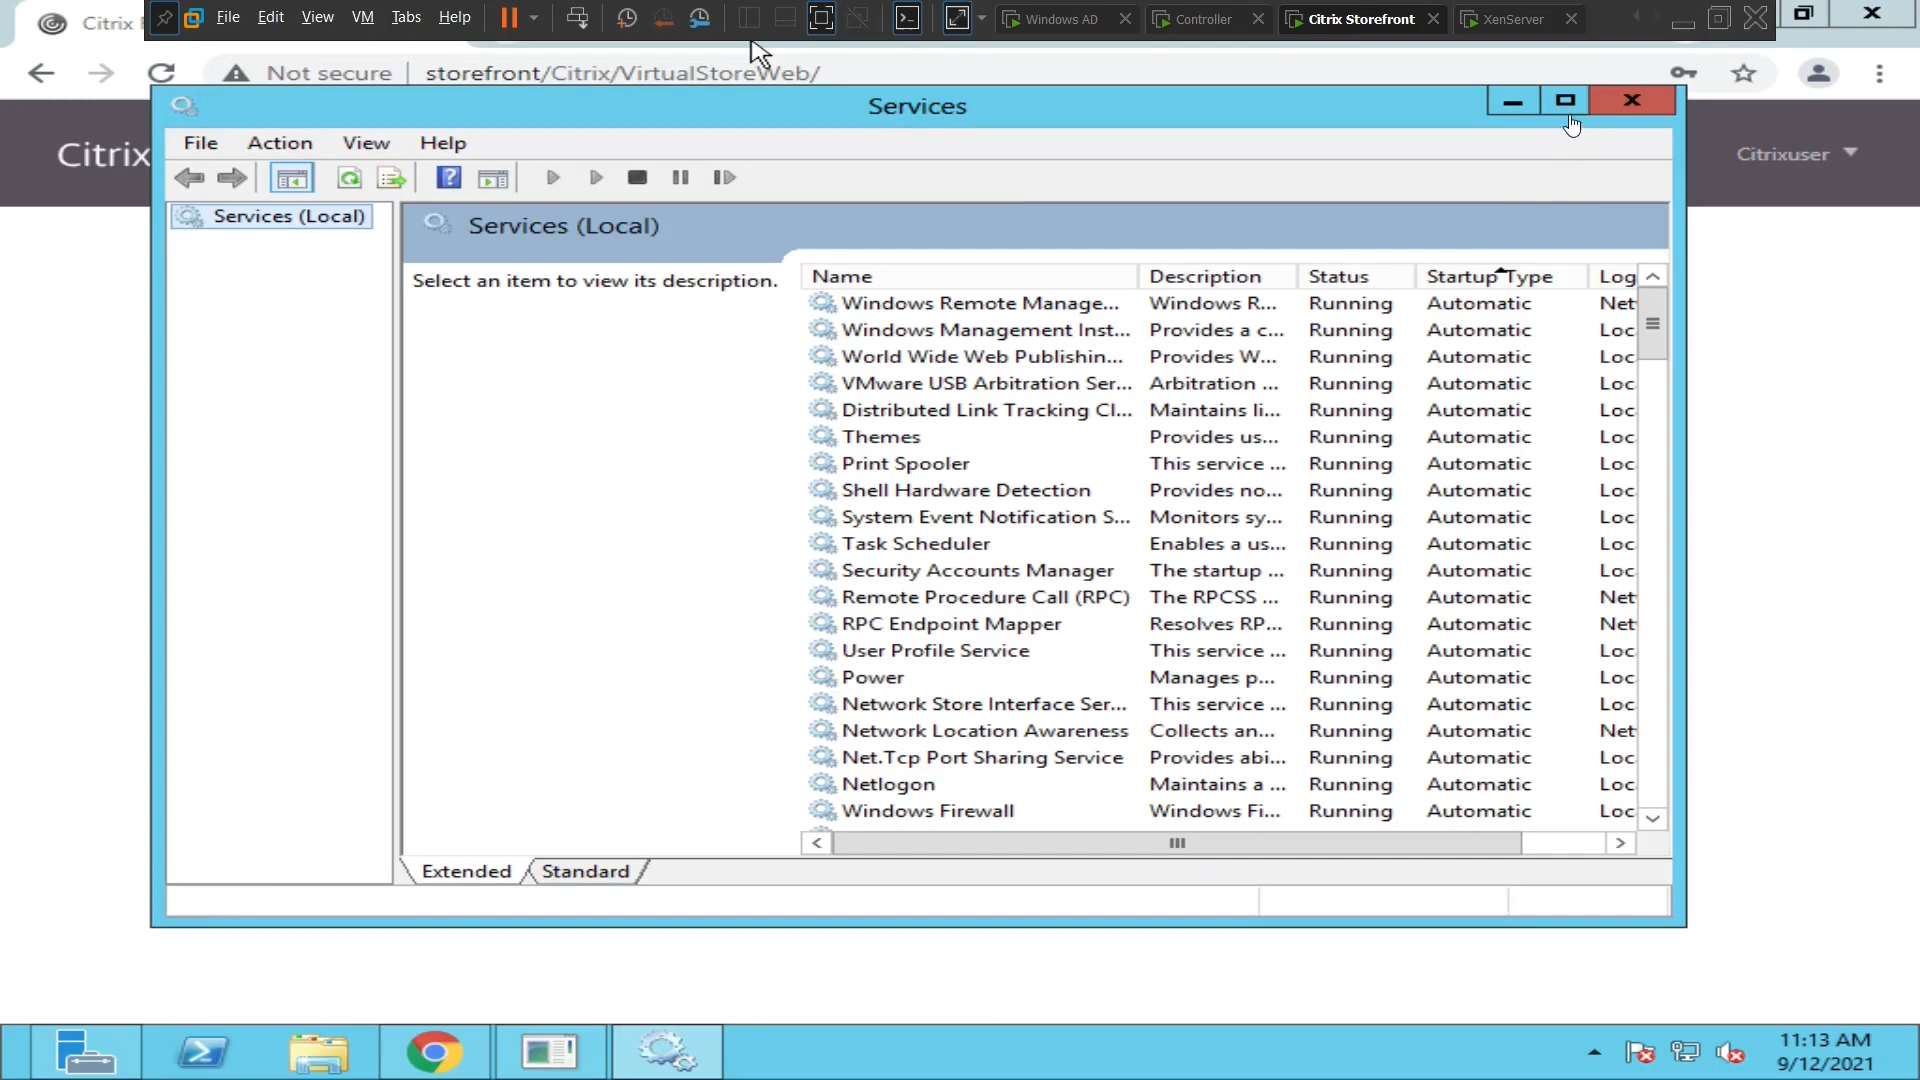 Citrix
File Edit View VM Tabs Help
Windows AD
Controller
Citrix Storefront
XenServer
Not secure storefront/Citrix/VirtualStoreWeb/
Services
Citrix
Citrixuser
File Action View Help
Services (Local)
Services (Local)
Select an item to view its description.
Name Description Status Startup Type Log
Windows Remote Manage... Windows R... Running Automatic Net
Windows Management Inst... Provides a c... Running Automatic Loc
World Wide Web Publishin... Provides W... Running Automatic Loc
VMware USB Arbitration Ser... Arbitration ... Running Automatic Loc
Distributed Link Tracking Cl... Maintains li... Running Automatic Loc
Themes Provides us... Running Automatic Loc
Print Spooler This service ... Running Automatic Loc
Shell Hardware Detection Provides no... Running Automatic Loc
System Event Notification S... Monitors sy... Running Automatic Loc
Task Scheduler Enables a us... Running Automatic Loc
Security Accounts Manager The startup ... Running Automatic Loc
Remote Procedure Call (RPC) The RPCSS ... Running Automatic Net
RPC Endpoint Mapper Resolves RP... Running Automatic Net
User Profile Service This service ... Running Automatic Loc
Power Manages p... Running Automatic Loc
Network Store Interface Ser... This service ... Running Automatic Loc
Network Location Awareness Collects an... Running Automatic Net
Net.Tcp Port Sharing Service Provides abi... Running Automatic Loc
Netlogon Maintains a ... Running Automatic Loc
Windows Firewall Windows Fi... Running Automatic Loc
Extended Standard
11:13 AM
9/12/2021